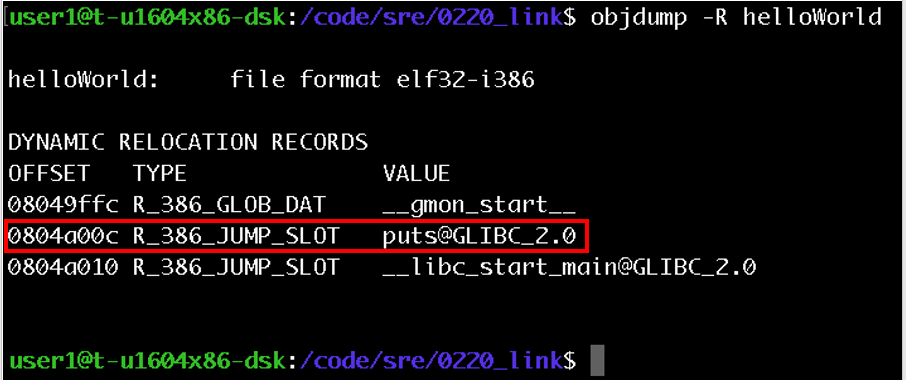 user1@t-u1604x86-dsk:/code/sre/0220_link$ objdump -R helloWorld
helloWorld:     file format elf32-i386
DYNAMIC RELOCATION RECORDS
OFFSET   TYPE              VALUE
08049ffc R_386_GLOB_DAT    __gmon_start__
0804a00c R_386_JUMP_SLOT   puts@GLIBC_2.0
0804a010 R_386_JUMP_SLOT   __libc_start_main@GLIBC_2.0
user1@t-u1604x86-dsk:/code/sre/0220_link$